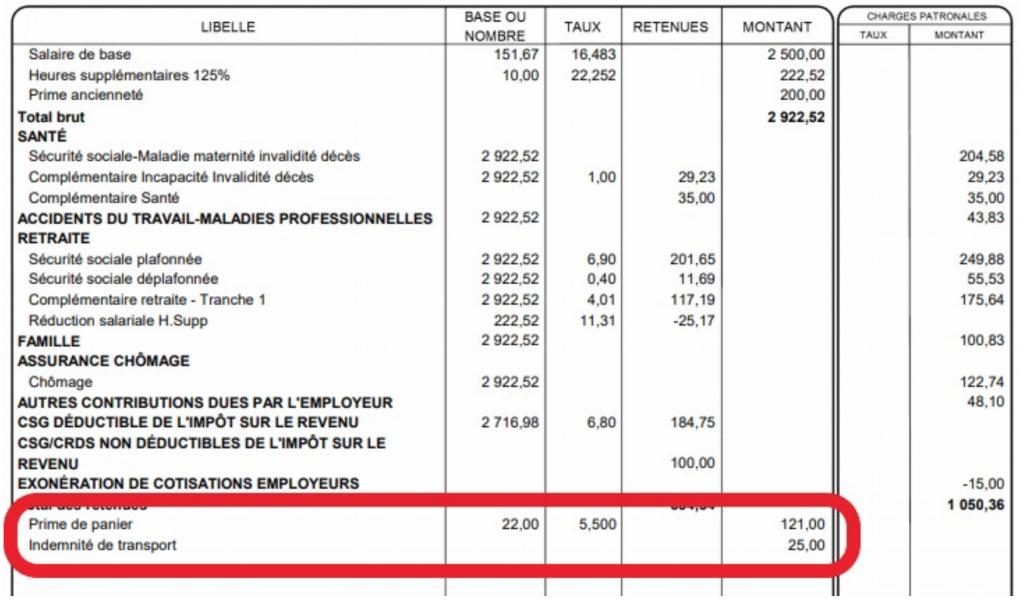 LIBELLE BASE OU NOMBRE TAUX RETENUES MONTANT CHARGES PATRONALES
TAUX MONTANT
Salaire de base 151,67 16,483 2 500,00
Heures supplémentaires 125% 10,00 22,252 222,52
Prime ancienneté 200,00
Total brut 2 922,52
SANTÉ
Sécurité sociale-Maladie maternité invalidité décès 2 922,52 204,58
Complémentaire Incapacité Invalidité décès 2 922,52 1,00 29,23 29,23
Complémentaire Santé 35,00 35,00
ACCIDENTS DU TRAVAIL-MALADIES PROFESSIONNELLES 2 922,52 43,83
RETRAITE
Sécurité sociale plafonnée 2 922,52 6,90 201,65 249,88
Sécurité sociale déplafonnée 2 922,52 0,40 11,69 55,53
Complémentaire retraite - Tranche 1 2 922,52 4,01 117,19 175,64
Réduction salariale H.Supp 222,52 11,31 -25,17
FAMILLE 2 922,52 100,83
ASSURANCE CHÔMAGE
Chômage 2 922,52 122,74
AUTRES CONTRIBUTIONS DUES PAR L'EMPLOYEUR 48,10
CSG DÉDUCTIBLE DE L'IMPÔT SUR LE REVENU 2 716,98 6,80 184,75
CSG/CRDS NON DÉDUCTIBLES DE L'IMPÔT SUR LE
REVENU 100,00
EXONÉRATION DE COTISATIONS EMPLOYEURS -15,00
des retenues 1 050,36
Prime de panier 22,00 5,500 121,00
Indemnité de transport 25,00